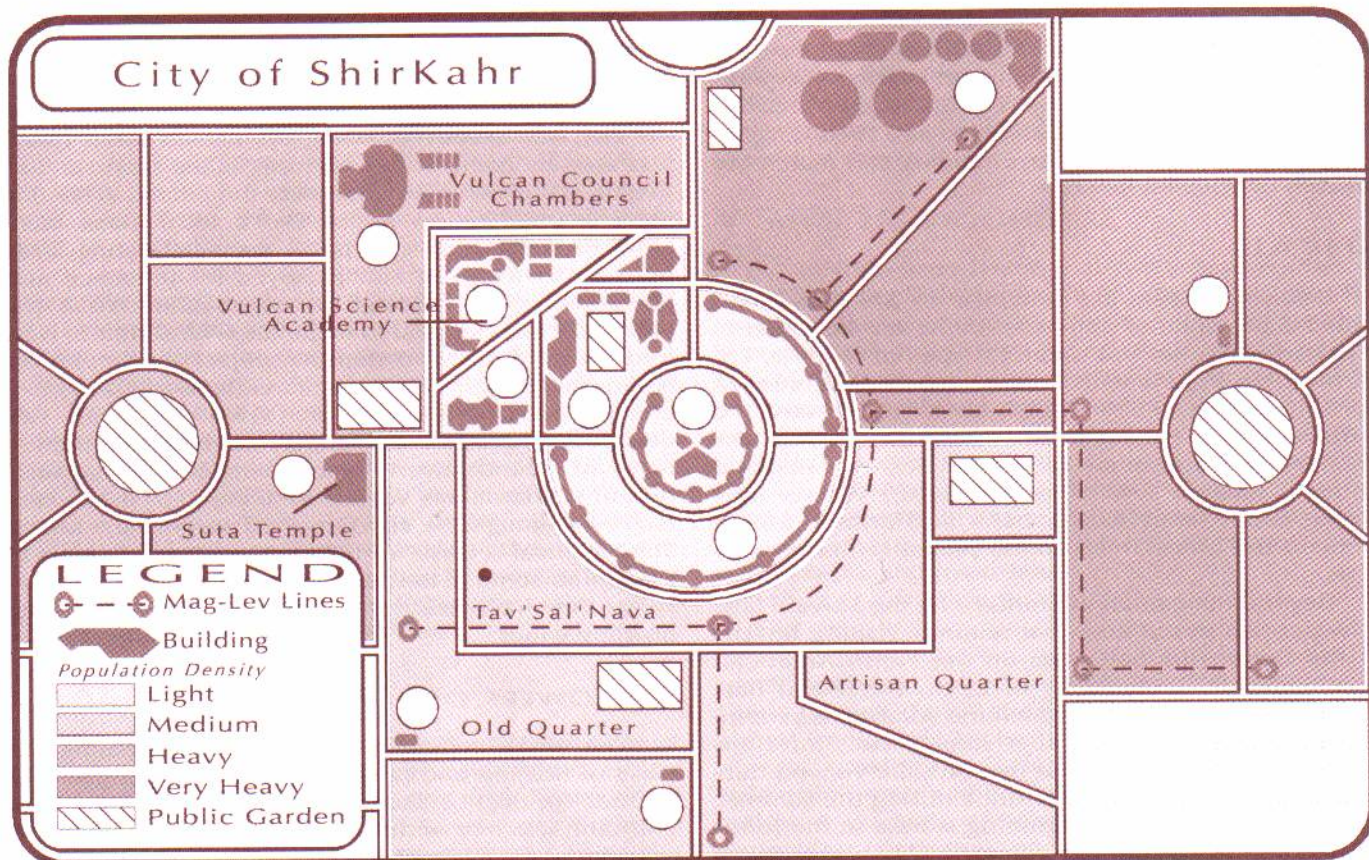 City of ShirKahr
Vulcan Council
Chambers
Vulcan Science
Academy
Suta Temple
Tav'Sal'Nava
Artisan Quarter
Old Quarter
LEGEND
Mag-Lev Lines
Building
Population Density
Light
Medium
Heavy
Very Heavy
Public Garden